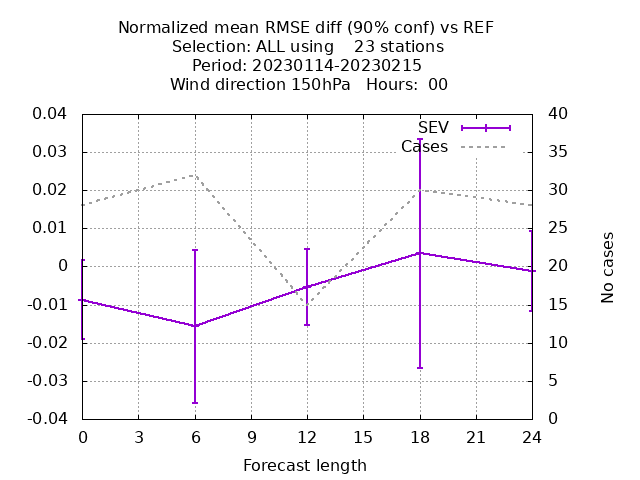 Normalized mean RMSE diff (90% conf) vs REF
Selection: ALL using    23 stations
Period: 20230114-20230215
Wind direction 150hPa   Hours:  00
0.04
0.03
0.02
0.01
0
-0.01
-0.02
-0.03
-0.04
SEV
Cases
40
35
30
25
20
15
10
5
0
No cases
0 3 6 9 12 15 18 21 24
Forecast length